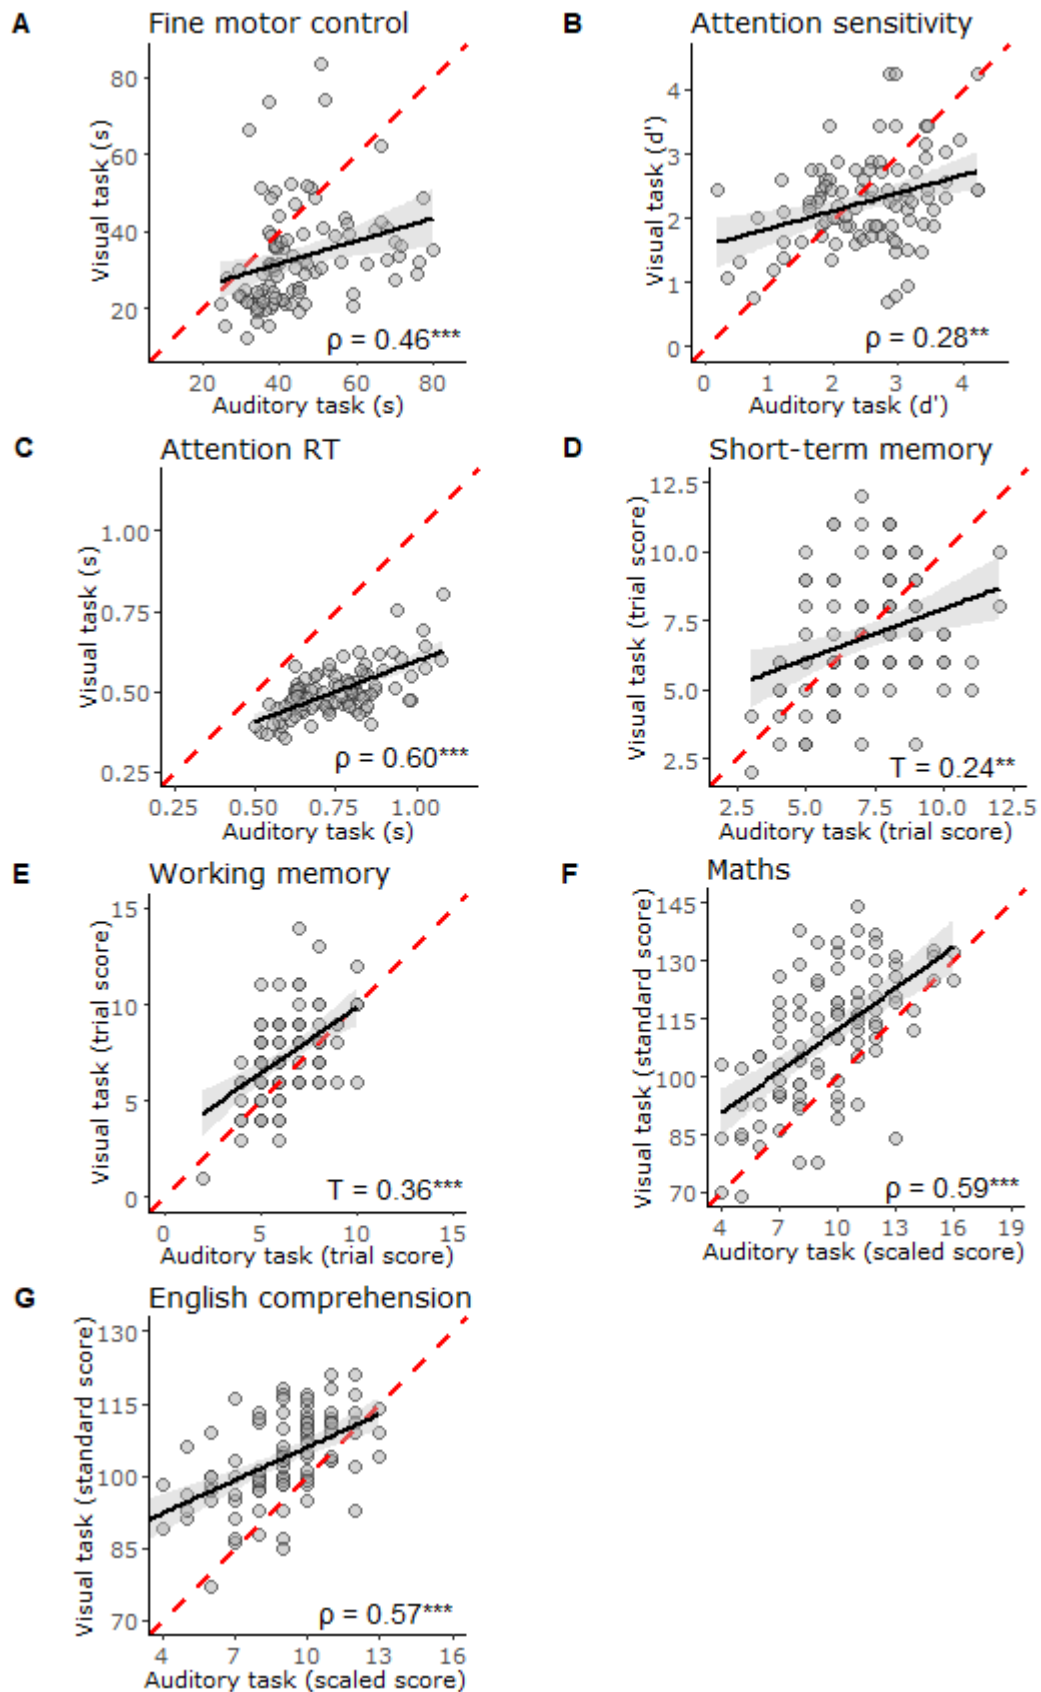 A Fine motor control
80
60
40
20
Visual task (s)
ρ = 0.46***
20 40 60 80
Auditory task (s)
B Attention sensitivity
4
3
2
1
0
Visual task (d')
ρ = 0.28**
0 1 2 3 4
Auditory task (d')
C Attention RT
1.00
0.75
0.50
0.25
Visual task (s)
ρ = 0.60***
0.25 0.50 0.75 1.00
Auditory task (s)
D Short-term memory
12.5
10.0
7.5
5.0
2.5
Visual task (trial score)
T = 0.24**
2.5 5.0 7.5 10.0 12.5
Auditory task (trial score)
E Working memory
15
10
5
0
Visual task (trial score)
T = 0.36***
0 5 10 15
Auditory task (trial score)
F Maths
145
130
115
100
85
70
Visual task (standard score)
ρ = 0.59***
4 7 10 13 16 19
Auditory task (scaled score)
G English comprehension
130
115
100
85
70
Visual task (standard score)
ρ = 0.57***
4 7 10 13 16
Auditory task (scaled score)